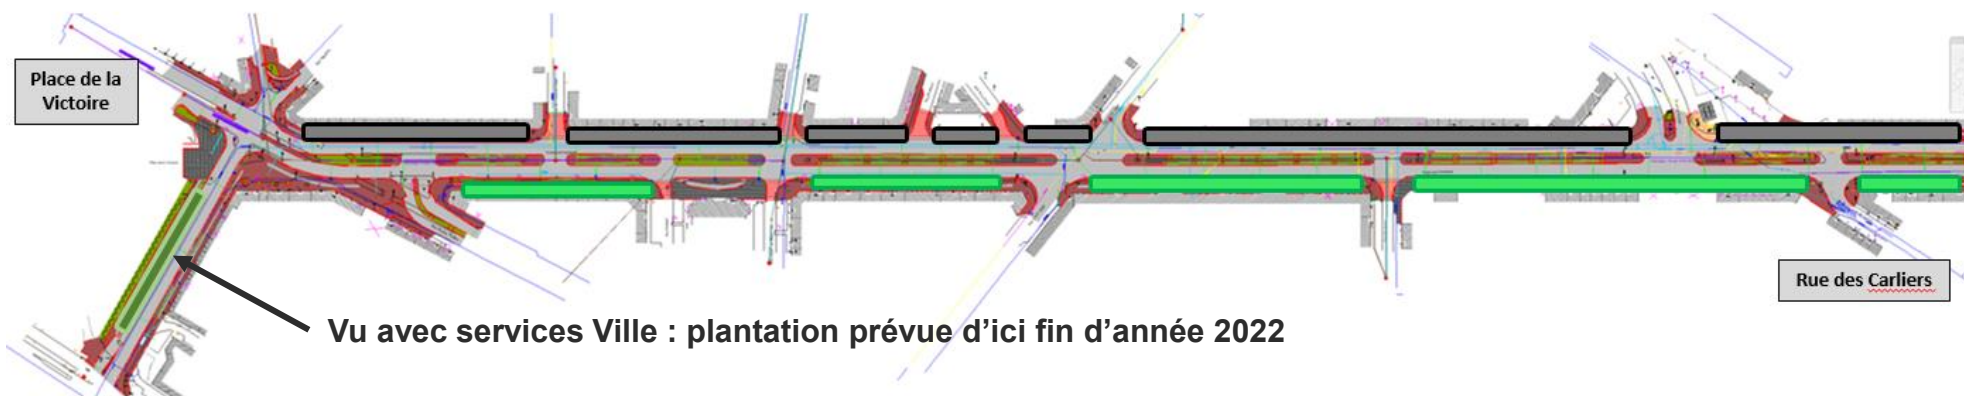 Place de la
Victoire
Rue des Carliers
Vu avec services Ville : plantation prévue d’ici fin d’année 2022